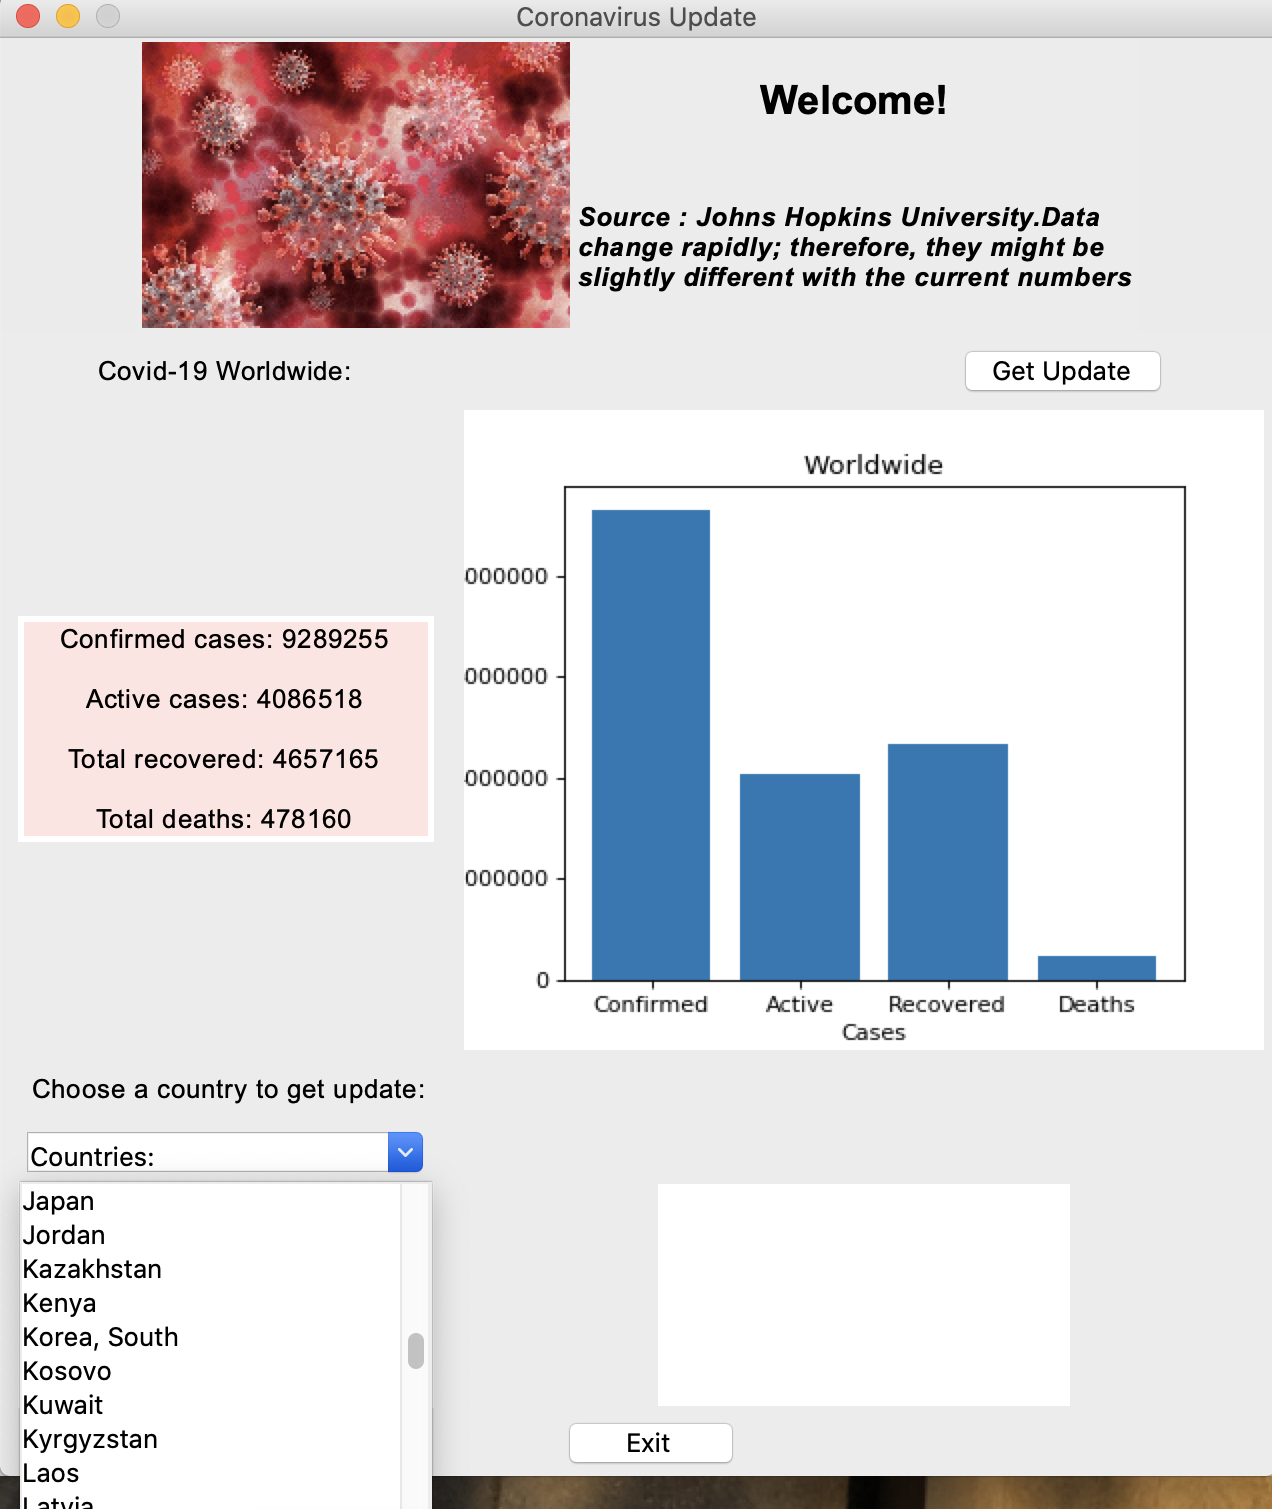 Coronavirus Update
Welcome!
Source : Johns Hopkins University.Data
change rapidly; therefore, they might be
slightly different with the current numbers
Covid-19 Worldwide:
Get Update
Worldwide
000000
000000
Confirmed cases: 9289255
Active cases: 4086518
Total recovered: 4657165
Total deaths: 478160
000000
000000
0
Confirmed Active Recovered Deaths
Cases
Choose a country to get update:
Countries:
Japan
Jordan
Kazakhstan
Kenya
Korea, South
Kosovo
Kuwait
Kyrgyzstan
Laos
Latvia
Exit